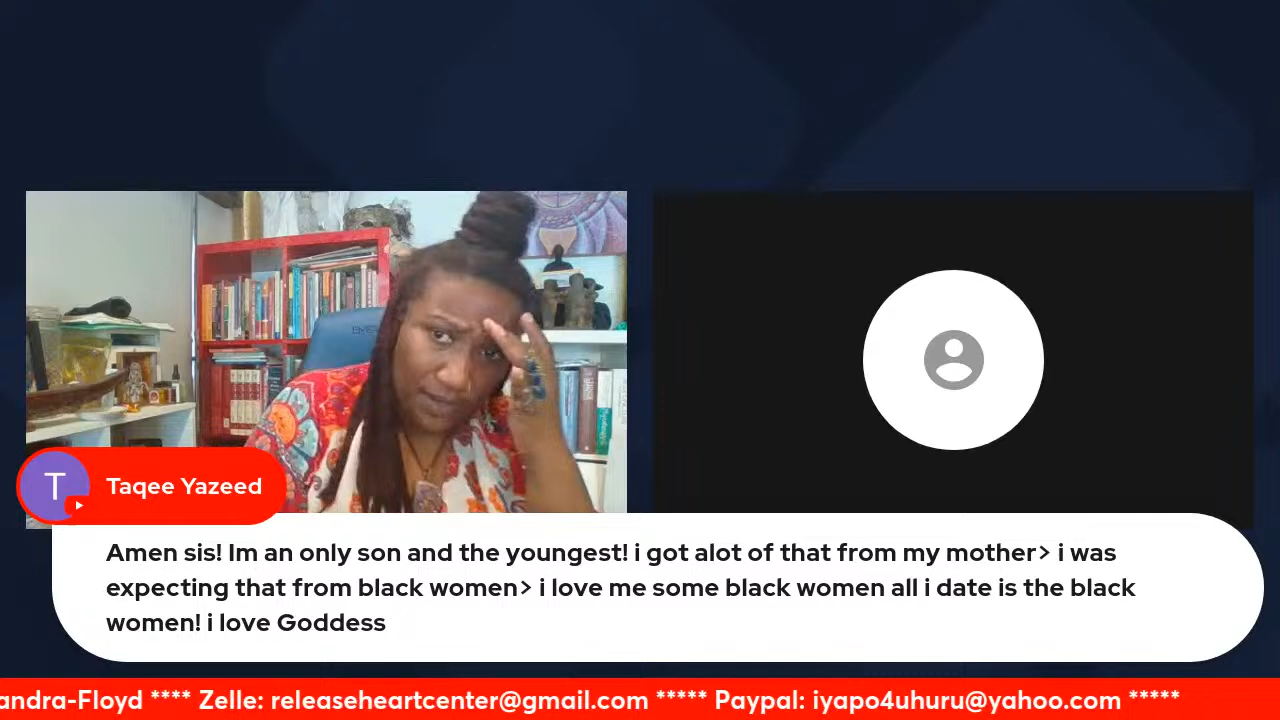 T
Taqee Yazeed
Amen sis! Im an only son and the youngest! i got alot of that from my mother> i was
expecting that from black women> i love me some black women all i date is the black
women! i love Goddess
andra-Floyd **** Zelle: releaseheartcenter@gmail.com ***** Paypal: iyapo4uhuru@yahoo.com *****